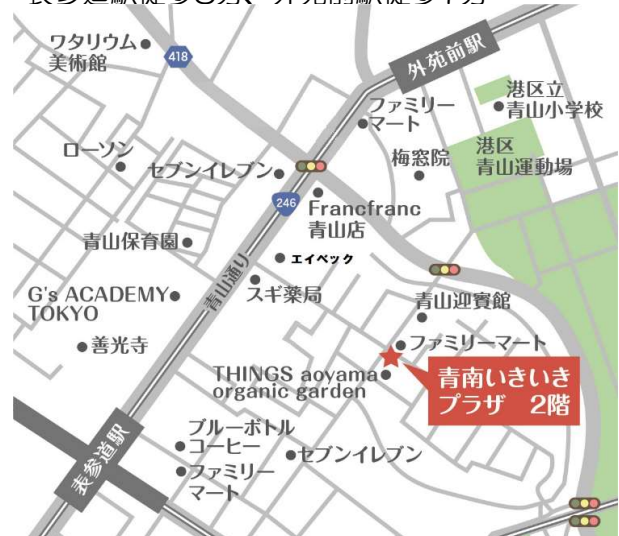 ワタリウム
美術館
418
外苑前駅
ファミリー
マート
港区立
青山小学校
ローソン
セブンイレブン
梅窓院
港区
青山運動場
246
Francfranc
青山店
青山保育園
エイベック
青山通り
スギ薬局
G's ACADEMY
TOKYO
青山迎賓館
善光寺
ファミリーマート
THINGS aoyama
organic garden
青南いきいき
プラザ 2階
ブルーボトル
コーヒー
セブンイレブン
表参道駅
ファミリー
マート